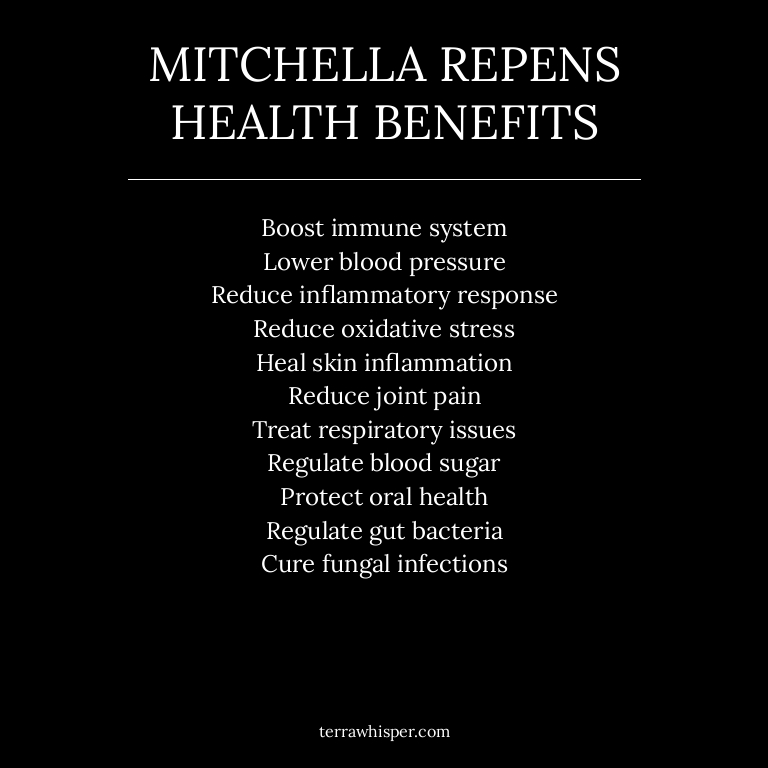 MITCHELLA REPENS
HEALTH BENEFITS
Boost immune system
Lower blood pressure
Reduce inflammatory response
Reduce oxidative stress
Heal skin inflammation
Reduce joint pain
Treat respiratory issues
Regulate blood sugar
Protect oral health
Regulate gut bacteria
Cure fungal infections
terrawhisper.com